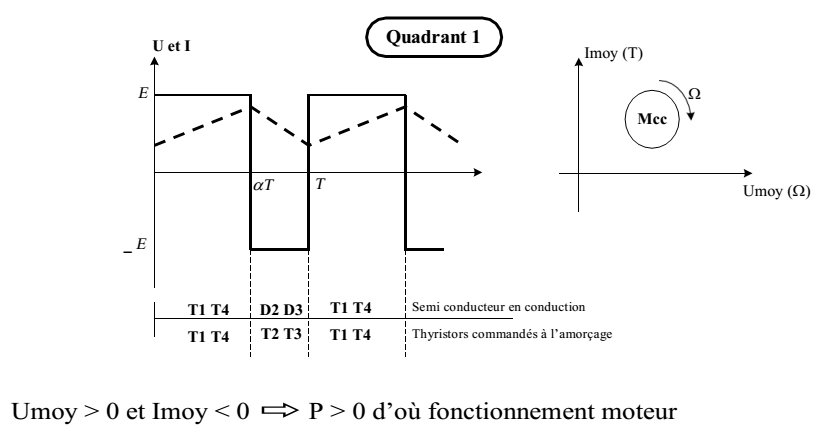 Quadrant 1
U et I
E
αT
T
_ E
T1 T4 D2 D3 T1 T4 Semi conducteur en conduction
T1 T4 T2 T3 T1 T4 Thyristors commandés à l’amorçage
Imoy (T)
Ω
Mcc
Umoy (Ω)
Umoy > 0 et Imoy < 0 ⇨ P > 0 d’où fonctionnement moteur